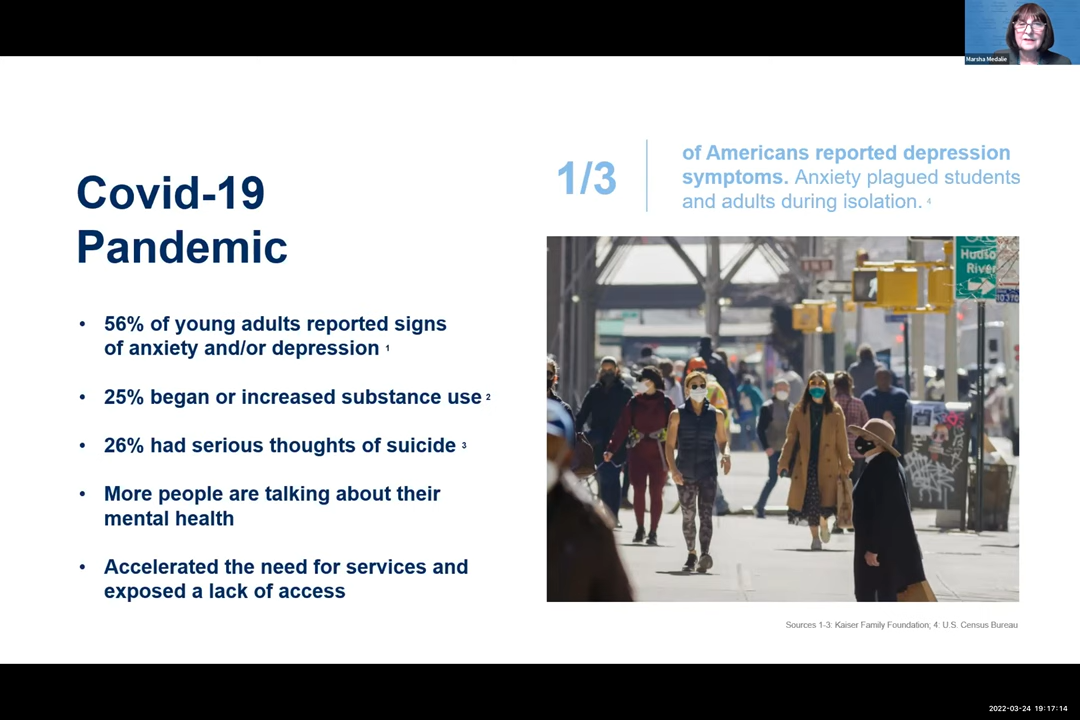 Marsha Medalie
Covid-19
Pandemic
• 56% of young adults reported signs
of anxiety and/or depression 1
• 25% began or increased substance use 2
• 26% had serious thoughts of suicide 3
• More people are talking about their
mental health
• Accelerated the need for services and
exposed a lack of access
1/3
of Americans reported depression
symptoms. Anxiety plagued students
and adults during isolation. 4
Hudso
River
Sources 1-3: Kaiser Family Foundation; 4: U.S. Census Bureau
2022-03-24 19:17:14